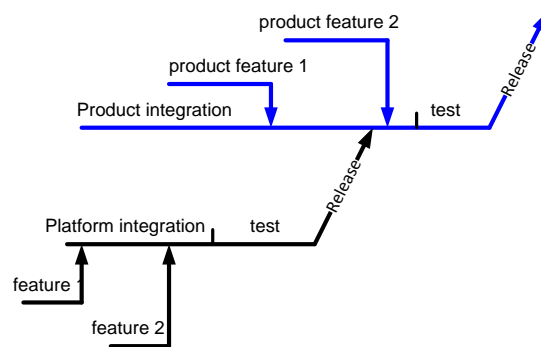 product feature 2
product feature 1
Product integration
test
Release
Release
Platform integration
test
feature 1
feature 2